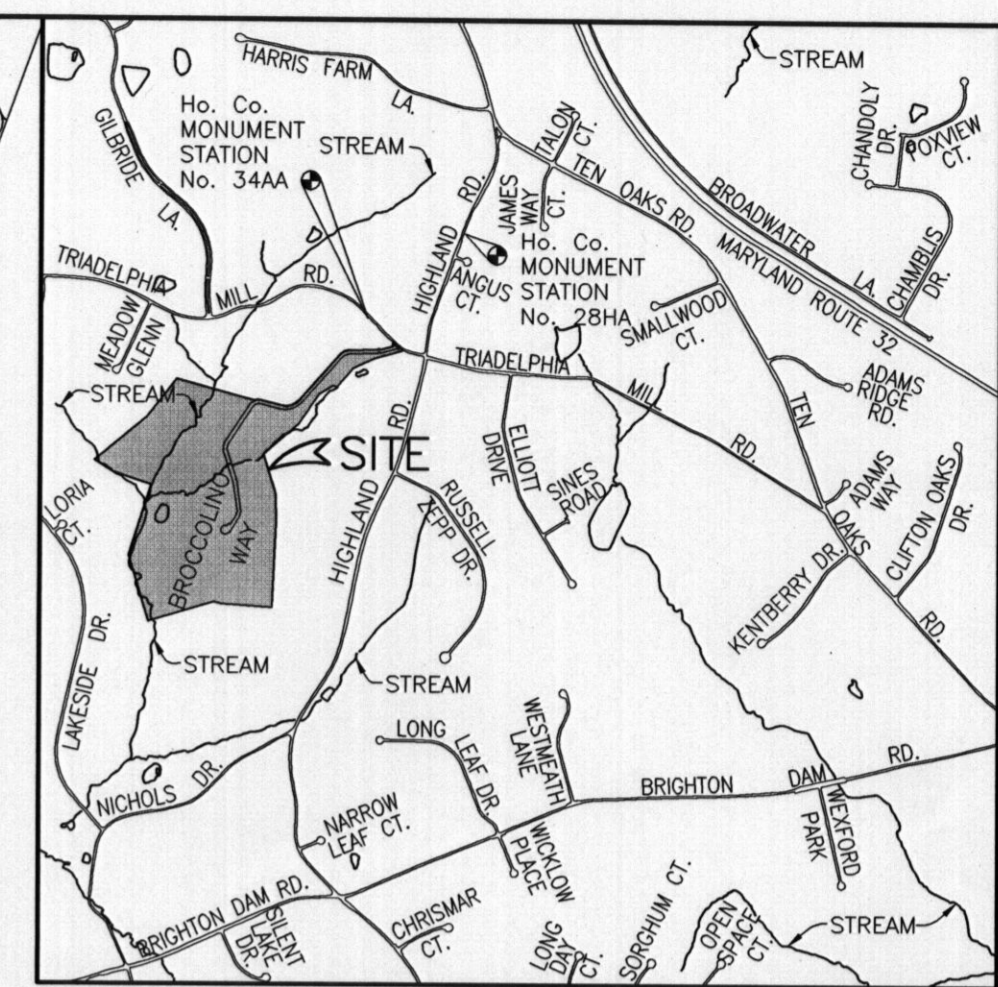 HARRIS FARM
LA.
STREAM
Ho. Co.
MONUMENT
STATION
No. 34AA
STREAM
GILBRIDE
LA.
TALON
CT.
TEN OAKS RD.
JAMES
WAY
CT.
BROADWATER
LA.
MARYLAND ROUTE 32
CHANDOLY
DR.
FOXVIEW
CT.
CHAMBLIS
DR.
HIGHLAND RD.
ANGUS
CT.
Ho. Co.
MONUMENT
STATION
No. 28HA
SMALLWOOD
CT.
TRIADELPHIA
MILL RD.
MEADOW
GLENN
STREAM
TRIADELPHIA
MIL
RD.
ADAMS
RIDGE
RD.
TEN
OAKS
RD.
ADAMS
WAY
CLIFTON OAKS
DR.
SITE
ELLIOTT
DRIVE
SINES
ROAD
LORIA
CT.
BROCCOLINO
WAY
HIGHLAND
RD.
RUSSELL
ZEPP DR.
KENTBERRY DR.
STREAM
STREAM
LAKESIDE DR.
NICHOLS DR.
LONG
LEAF DR
WESTMEATH
LANE
BRIGHTON DAM RD.
NARROW
LEAF CT.
WICKLOW
PLACE
WEXFORD
PARK
BRIGHTON DAM RD.
SILENT
LAKE
DR.
CHRISMAR
CT.
LONG
DAY
CT.
SORGHUM CT.
OPEN
SPACE
CT.
STREAM